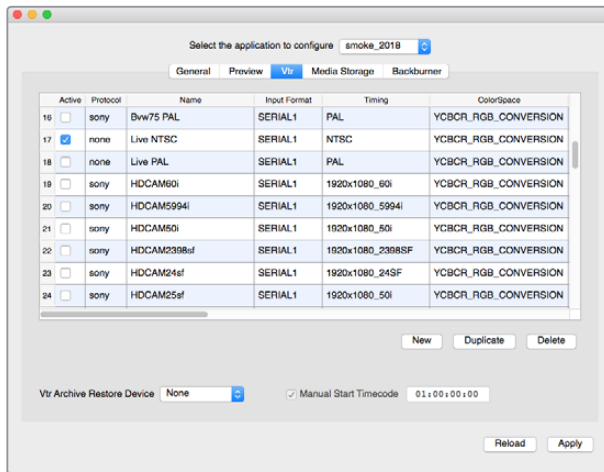 Select the application to configure smoke_2018
General Preview Vtr Media Storage Backburner
Active Protocol Name Input Format Timing ColorSpace
16 sony Bvw75 PAL SERIAL1 PAL YCBCR_RGB_CONVERSION
17 none Live NTSC SERIAL1 NTSC YCBCR_RGB_CONVERSION
18 none Live PAL SERIAL1 PAL YCBCR_RGB_CONVERSION
19 sony HDCAM60i SERIAL1 1920x1080_60i YCBCR_RGB_CONVERSION
20 sony HDCAM5994i SERIAL1 1920x1080_5994i YCBCR_RGB_CONVERSION
21 sony HDCAM50i SERIAL1 1920x1080_50i YCBCR_RGB_CONVERSION
22 sony HDCAM2398sf SERIAL1 1920x1080_2398SF YCBCR_RGB_CONVERSION
23 sony HDCAM24sf SERIAL1 1920x1080_24SF YCBCR_RGB_CONVERSION
24 sony HDCAM25sf SERIAL1 1920x1080_50i YCBCR_RGB_CONVERSION
New Duplicate Delete
Vtr Archive Restore Device None Manual Start Timecode 01:00:00:00
Reload Apply